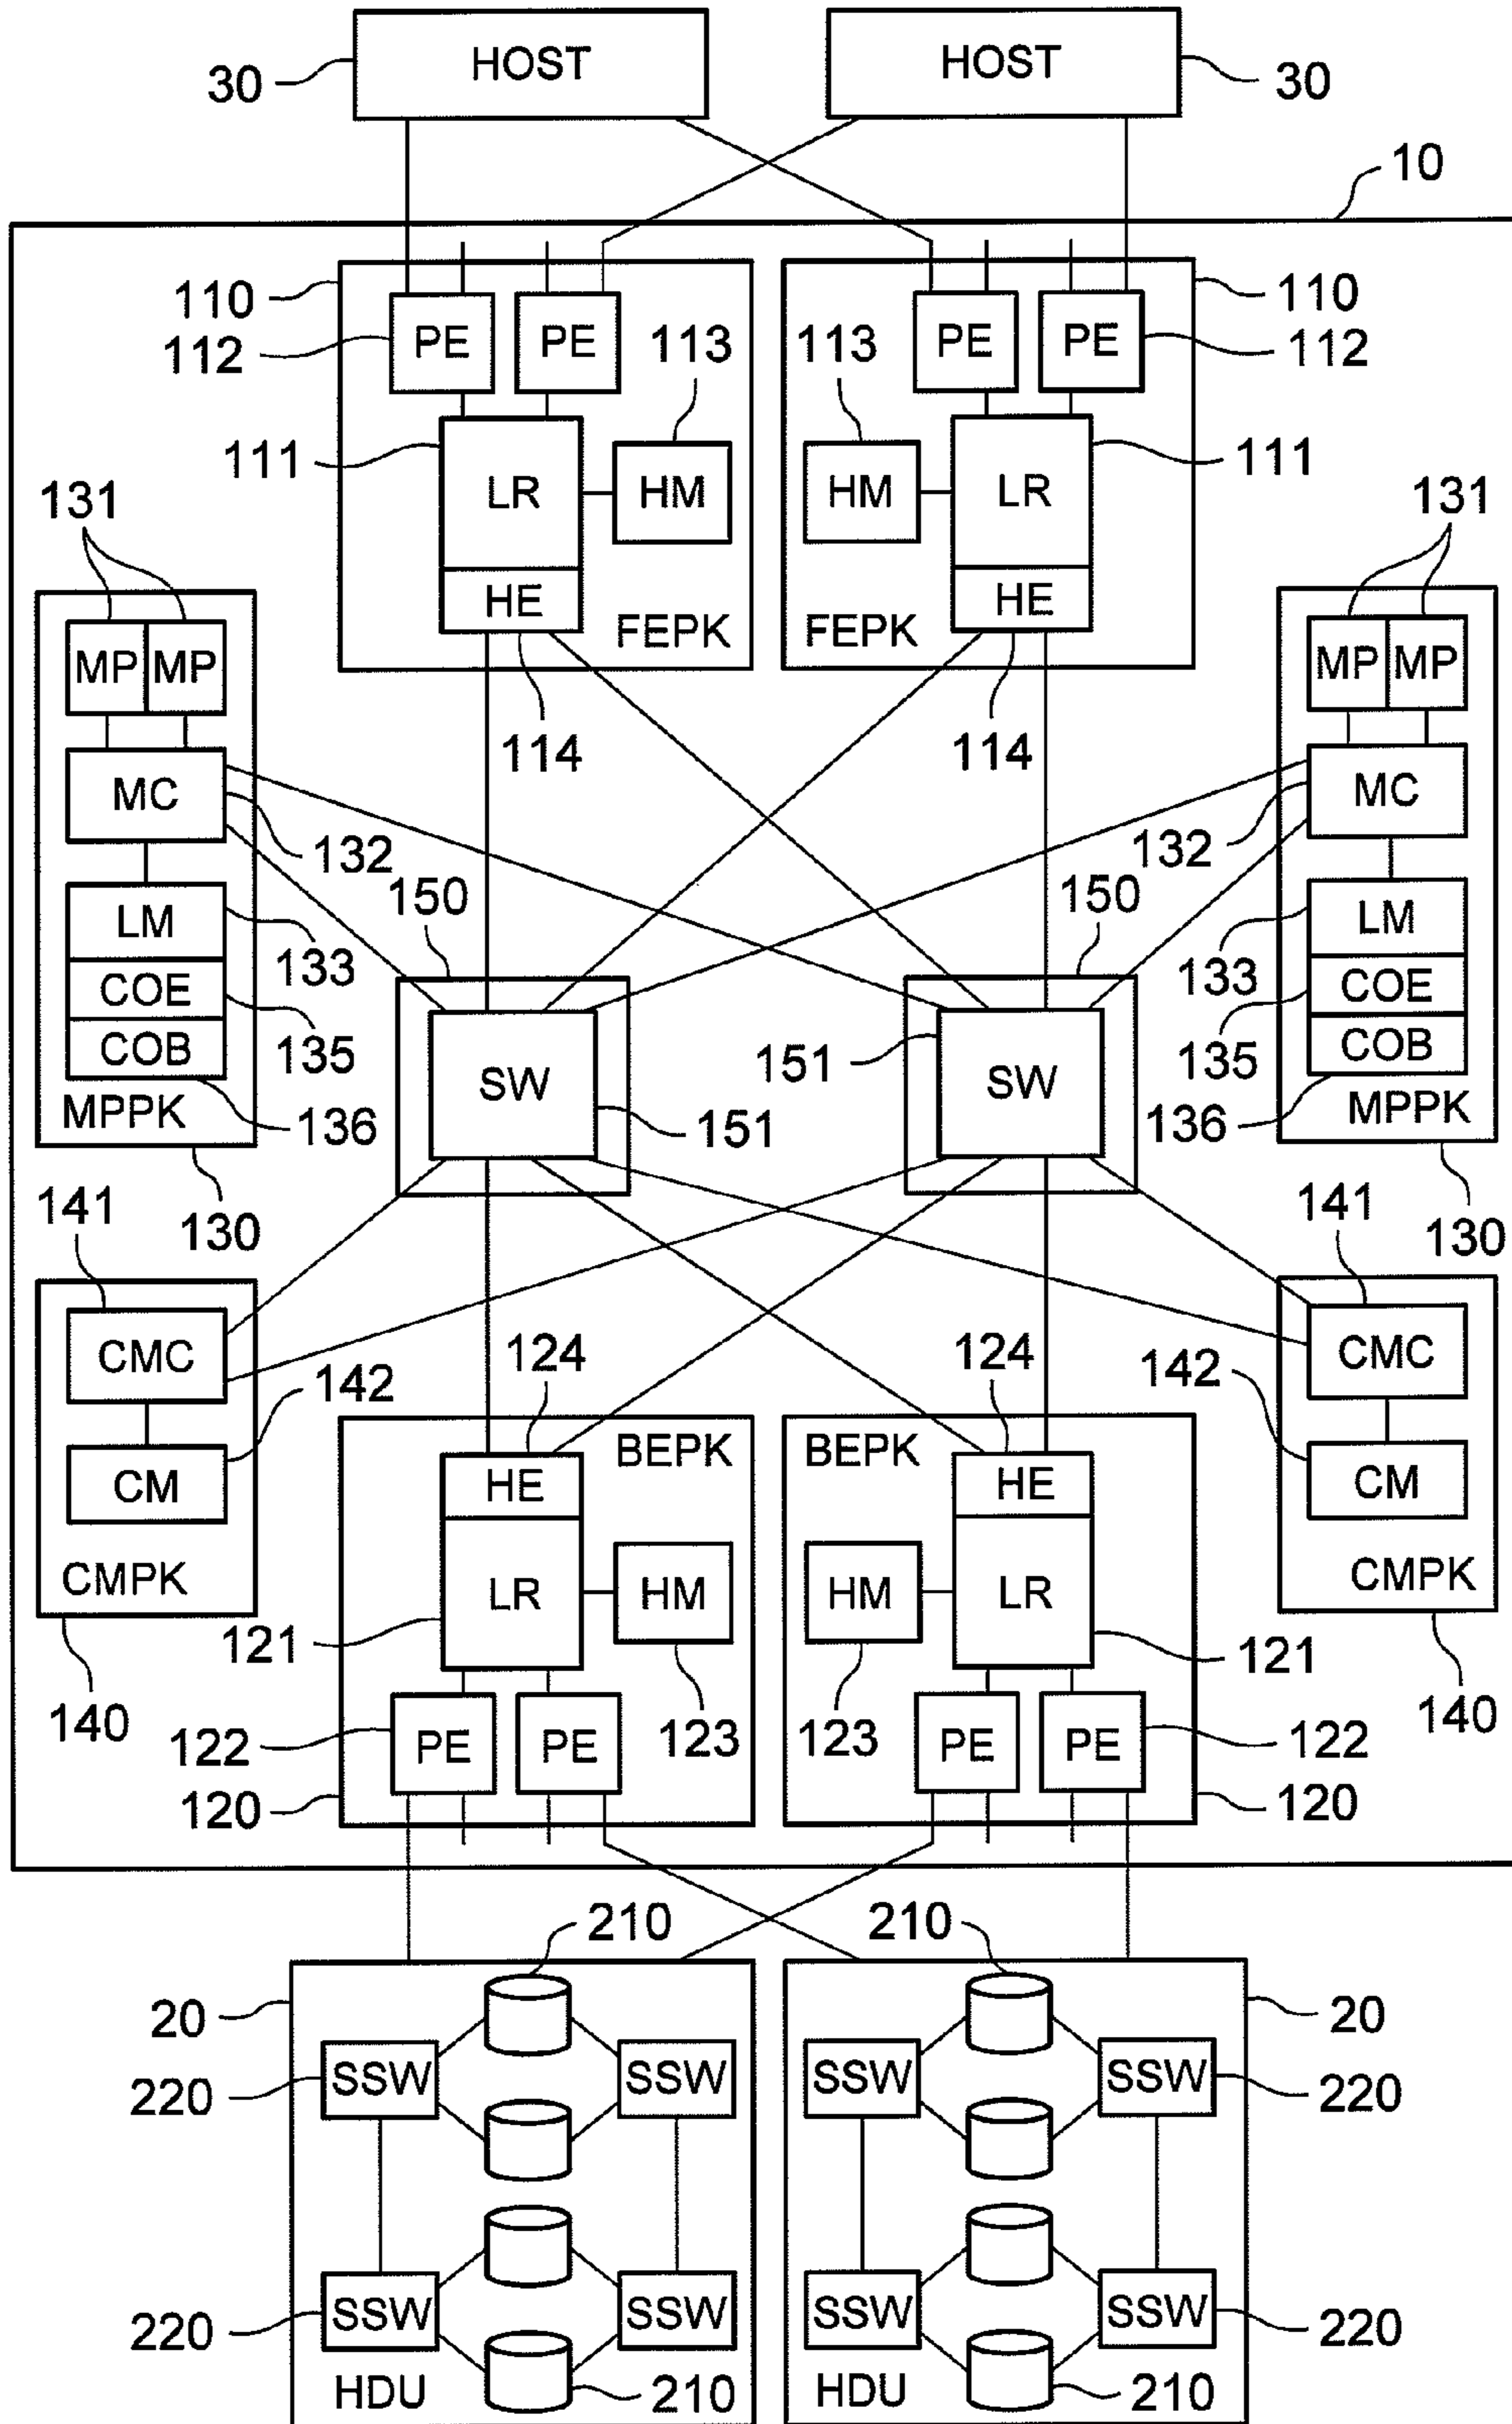 30 HOST HOST 30
10
110 110
112 PE PE 113 113 PE PE 112
111 LR HM HM LR 111
131 131
HE FEPK FEPK HE
MP MP MP MP
114 114
MC MC
132 150 150 132
LM 133 133 LM
COE 135 135 COE
COB 136 136 COB
MPPK MPPK
SW 151 151 SW
130 130
141 141
CMC 124 124 CMC
142 142
BEPK BEPK
HE HE
CM CM
CMPK CMPK
LR HM HM LR
121 121
140 140
122 PE PE 123 123 PE PE 122
120 120
210 210
20 20
SSW SSW SSW SSW
220 220
SSW SSW SSW SSW
220 220
HDU 210 HDU 210